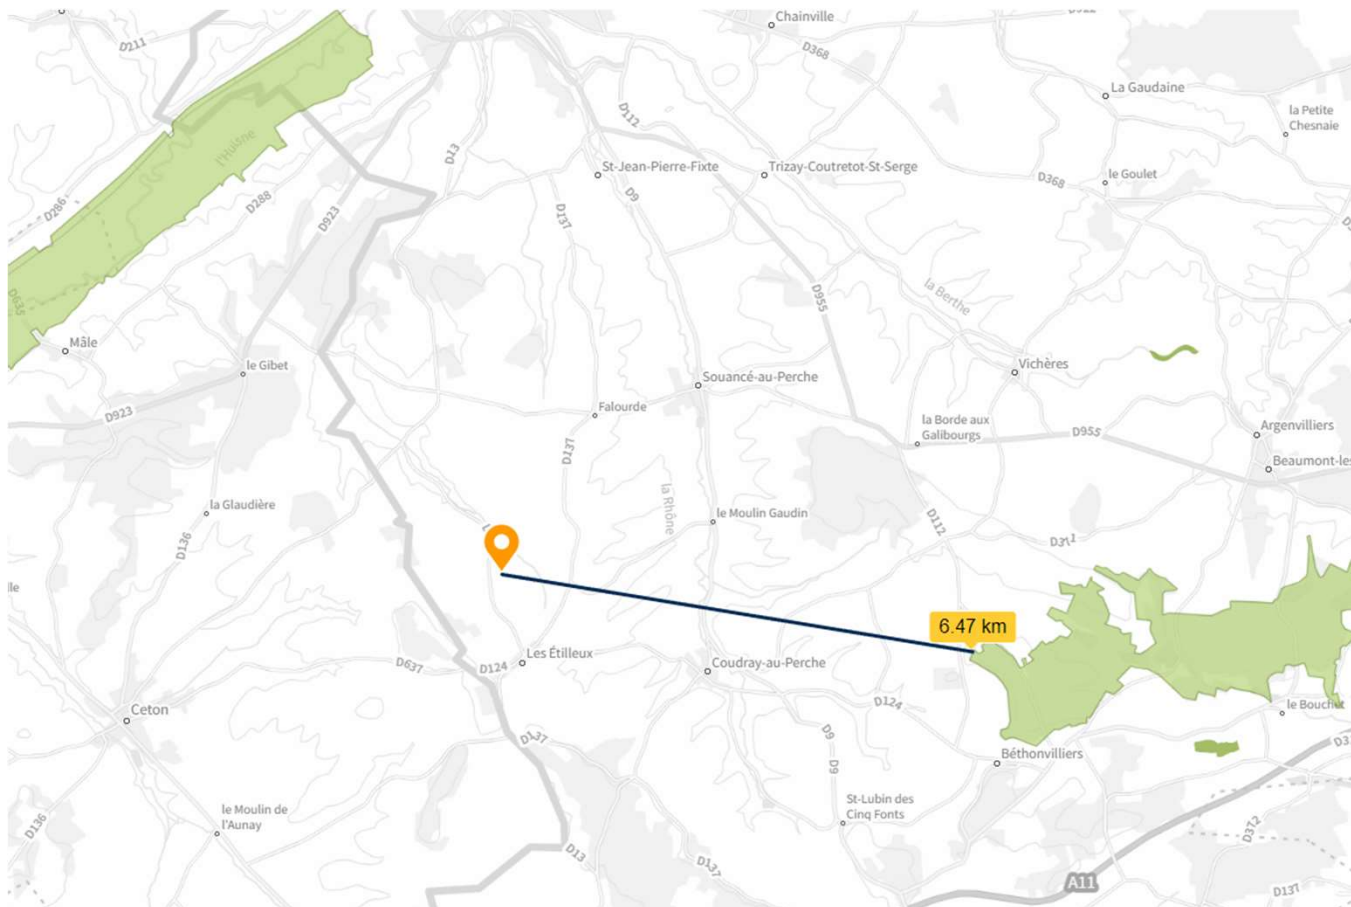 D922
Chainville
D211
D368
La Gaudaine
la Petite
Chesnaie
D112
l'Huisne
D13
St-Jean-Pierre-Fixte
Trizay-Coutretot-St-Serge
le Goulet
D368
D9
D288
D286
D923
D137
la Berthe
D955
D635
Mâle
le Gibet
Vichères
Souancé-au-Perche
Falourde
D923
la Borde aux
Galibourgs
D955
Argenvilliers
D137
Beaumont-les
la Glaudière
la Rhône
le Moulin Gaudin
D112
D136
D371
lle
6.47 km
Les Étilleux
D637
D124
Coudray-au-Perche
D124
Ceton
le Bouchet
D9
D137
Béthonvilliers
D9
le Moulin de
l'Aunay
St-Lubin des
Cinq Fonts
D136
D372
D13
D137
A11
D137